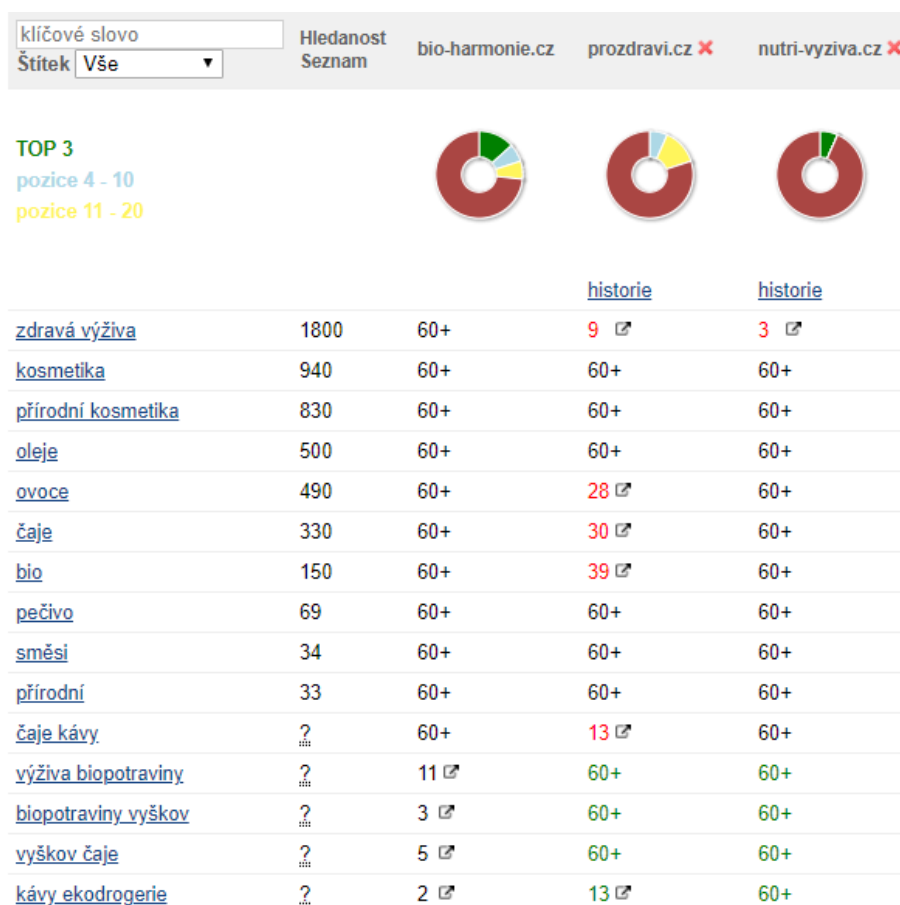 klíčové slovo
Štítek Vše
Hledanost
Seznam
bio-harmonie.cz
prozdravi.cz
nutri-vyziva.cz
TOP 3
pozice 4 - 10
pozice 11 - 20
historie historie
zdravá výživa 1800 60+ 9 3
kosmetika 940 60+ 60+ 60+
přírodní kosmetika 830 60+ 60+ 60+
oleje 500 60+ 60+ 60+
ovoce 490 60+ 28 60+
čaje 330 60+ 30 60+
bio 150 60+ 39 60+
pečivo 69 60+ 60+ 60+
směsi 34 60+ 60+ 60+
přírodní 33 60+ 60+ 60+
čaje kávy ? 60+ 13 60+
výživa biopotraviny ? 11 60+ 60+
biopotraviny vyškov ? 3 60+ 60+
vyškov čaje ? 5 60+ 60+
kávy ekodrogerie ? 2 13 60+